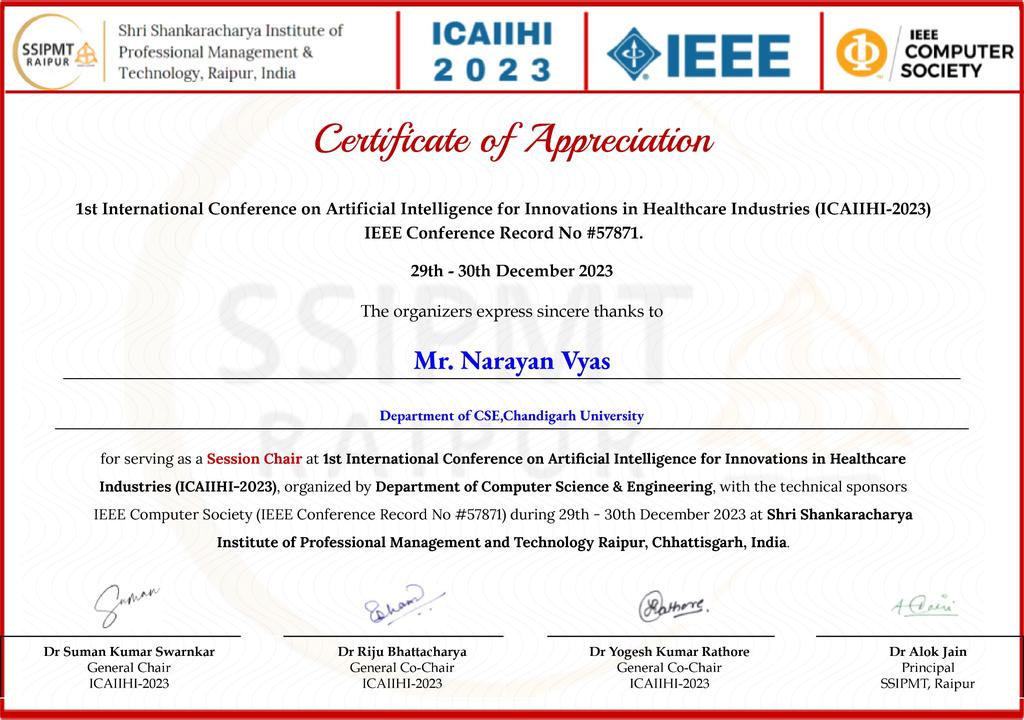 SSIPMT
RAIPUR
Shri Shankaracharya Institute of
Professional Management &
Technology, Raipur, India
ICAIIHI
2023
IEEE
IEEE
COMPUTER
SOCIETY
Certificate of Appreciation
1st International Conference on Artificial Intelligence for Innovations in Healthcare Industries (ICAIIHI-2023)
IEEE Conference Record No #57871.
29th - 30th December 2023
The organizers express sincere thanks to
SSIPMT
RAIPUR
Mr. Narayan Vyas
Department of CSE,Chandigarh University
for serving as a Session Chair at 1st International Conference on Artificial Intelligence for Innovations in Healthcare
Industries (ICAIIHI-2023), organized by Department of Computer Science & Engineering, with the technical sponsors
IEEE Computer Society (IEEE Conference Record No #57871) during 29th - 30th December 2023 at Shri Shankaracharya
Institute of Professional Management and Technology Raipur, Chhattisgarh, India.
Suman
Rathore.
Dr Suman Kumar Swarnkar
General Chair
ICAIIHI-2023
Dr Riju Bhattacharya
General Co-Chair
ICAIIHI-2023
Dr Yogesh Kumar Rathore
General Co-Chair
ICAIIHI-2023
Dr Alok Jain
Principal
SSIPMT, Raipur